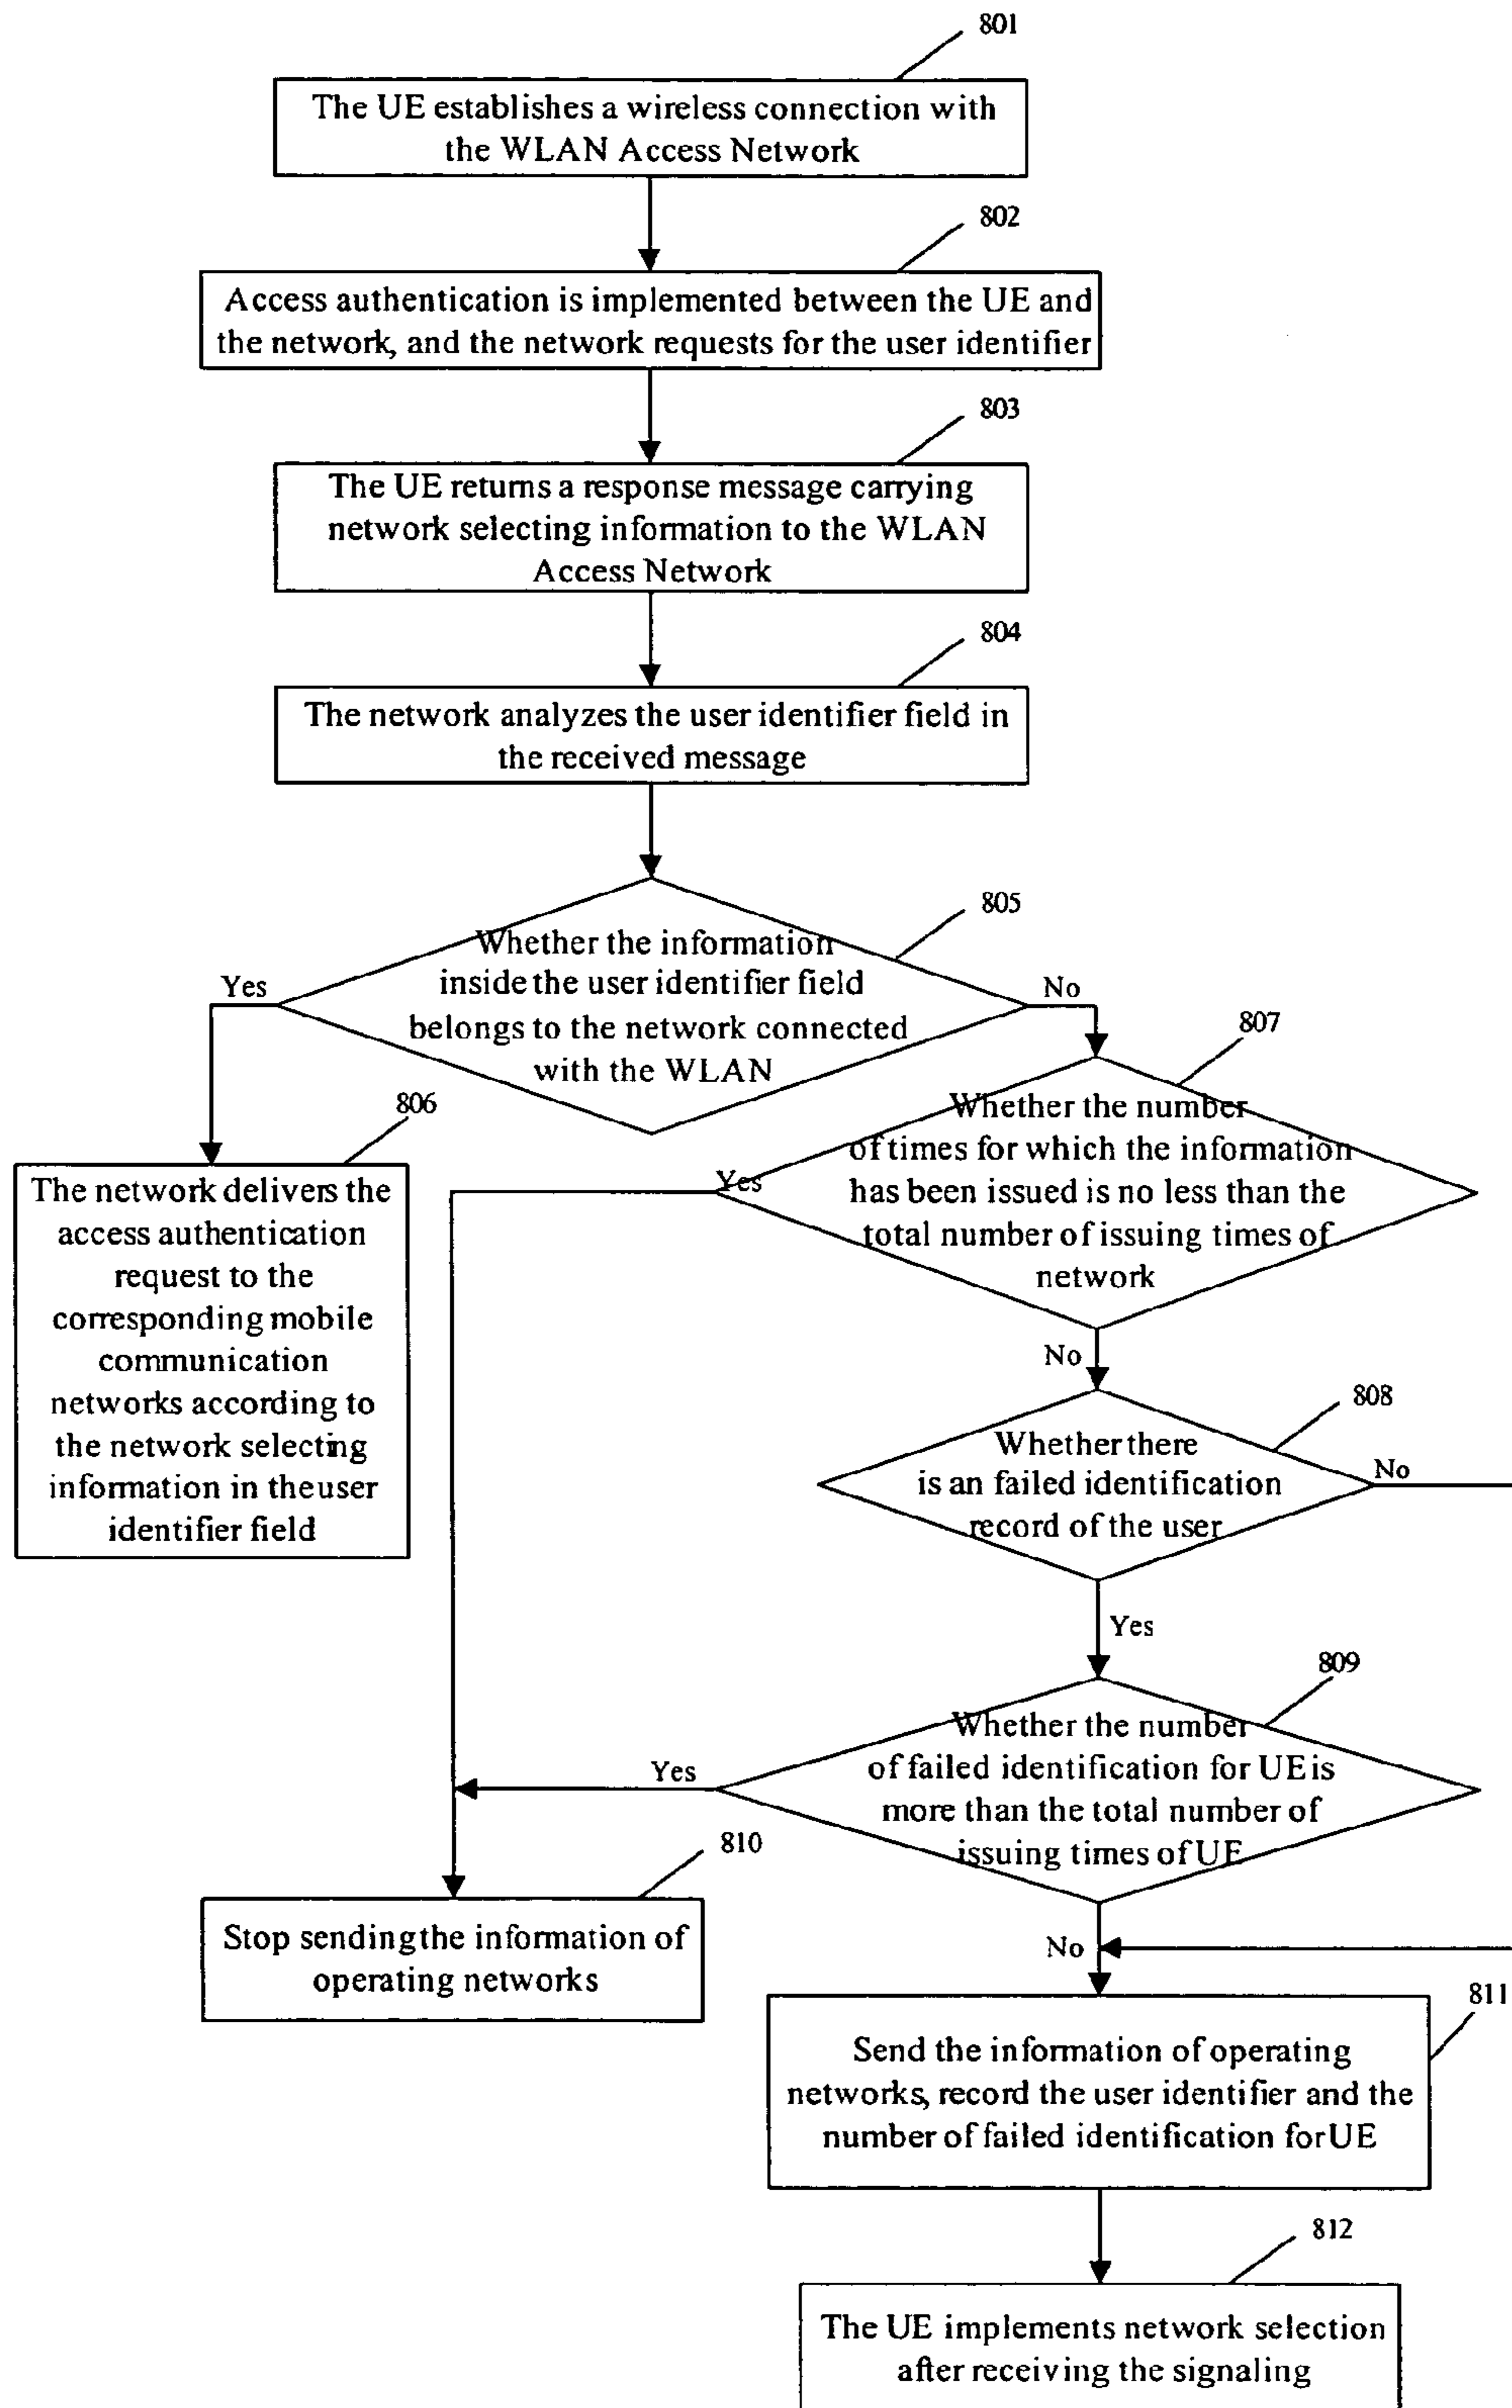 801
The UE establishes a wireless connection with
the WLAN Access Network
802
Access authentication is implemented between the UE and
the network, and the network requests for the user identifier
803
The UE returns a response message carrying
network selecting information to the WLAN
Access Network
804
The network analyzes the user identifier field in
the received message
805
Whether the information
inside the user identifier field
belongs to the network connected
with the WLAN
Yes
No
807
Whether the number
of times for which the information
has been issued is no less than the
total number of issuing times of
network
Yes
806
The network delivers the
access authentication
request to the
corresponding mobile
communication
networks according to
the network selecting
information in the user
identifier field
No
808
Whether there
is an failed identification
record of the user
No
Yes
809
Whether the number
of failed identification for UE is
more than the total number of
issuing times of UE
Yes
810
Stop sending the information of
operating networks
No
811
Send the information of operating
networks, record the user identifier and the
number of failed identification for UE
812
The UE implements network selection
after receiving the signaling